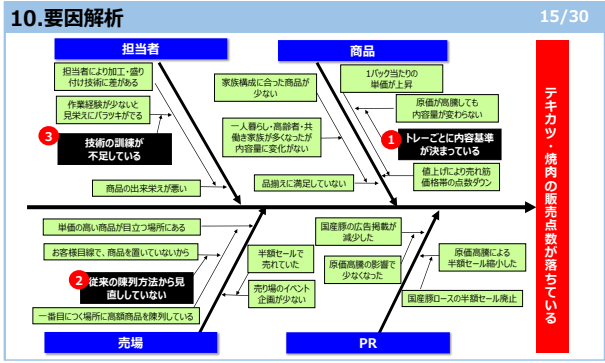 10.要因解析
15/30
担当者
商品
担当者により加工・盛り
付け技術に差がある
作業経験が少ないと
見栄えにバラツキがでる
3
技術の訓練が
不足している
商品の出来栄えが悪い
家族構成に合った商品が
少ない
一人暮らし・高齢者・共
働き家族が多くなったが
内容量に変化がない
品揃えに満足していない
1パック当たりの
単価が上昇
原価が高騰しても
内容量が変わらない
1
トレーごとに内容基準
が決まっている
値上げにより売れ筋
価格帯の点数ダウン
テキカツ・焼肉の販売点数が落ちている
単価の高い商品が目立つ場所にある
お客様目線で、商品を置いていないから
2
従来の陳列方法から見
直ししていない
一番目につく場所に高額商品を陳列している
半額セールで
売れていた
売り場のイベント
企画が少ない
国産豚の広告掲載が
減少した
原価高騰の影響で
少なくなった
原価高騰による
半額セール縮小した
国産豚ロースの半額セール廃止
売場
PR